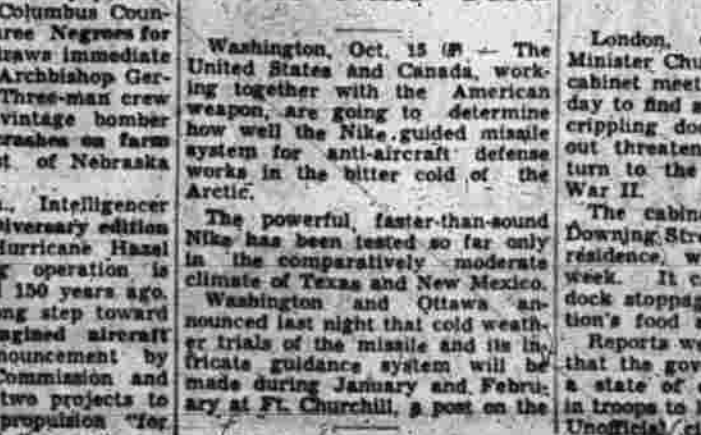 Columbus Coun-
Negroes for
immediate
Archbishop Ger-
Three-man crew
vintage bomber
crashes on farm
of Nebraska
Intelligencer
edition
Hurricane Hazel
operation is
150 years ago.
step toward
aircraft
by
Commission and
two projects to
propulsion "for
Washington, Oct. 15 (P) — The
United States and Canada, work-
ing together with the American
weapon, are going to determine
how well the Nike guided missile
system for anti-aircraft defense
works in the bitter cold of the
Arctic.
The powerful, faster-than-sound
Nike has been tested so far only
in the comparatively moderate
climate of Texas and New Mexico.
Washington and Ottawa an-
nounced last night that cold weath-
er trials of the missile and its in-
tricate guidance system will be
made during January and Febru-
ary at Ft. Churchill, a post on the
London,
Minister Chu
cabinet meet
day to find a
crippling do
out threaten
turn to the
War II.
The cabin
Downing Stre
residence, w
week. It c
dock stoppag
tion's food
Reports we
that the gov
a state of
in troops to
Unofficial